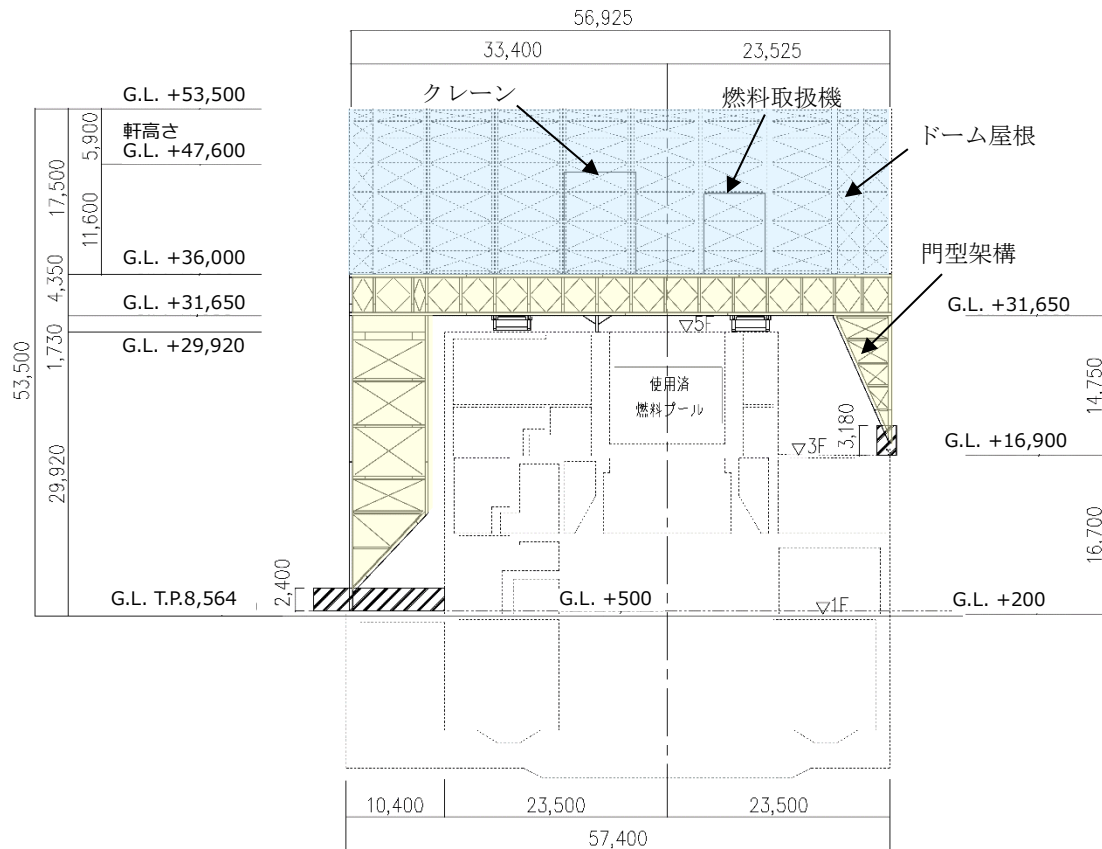 56,925
33,400
23,525
G.L. +53,500
クレーン
燃料取扱機
ドーム屋根
軒高さ
G.L. +47,600
5,900
17,500
11,600
門型架構
G.L. +36,000
4,350
G.L. +31,650
G.L. +31,650
▽5F
1,730
G.L. +29,920
53,500
使用済
燃料プール
14.750
3,180
▽3F
G.L. +16,900
29,920
16.700
2,400
G.L. T.P.8,564
G.L. +500
▽1F
G.L. +200
10,400
23,500
23,500
57,400